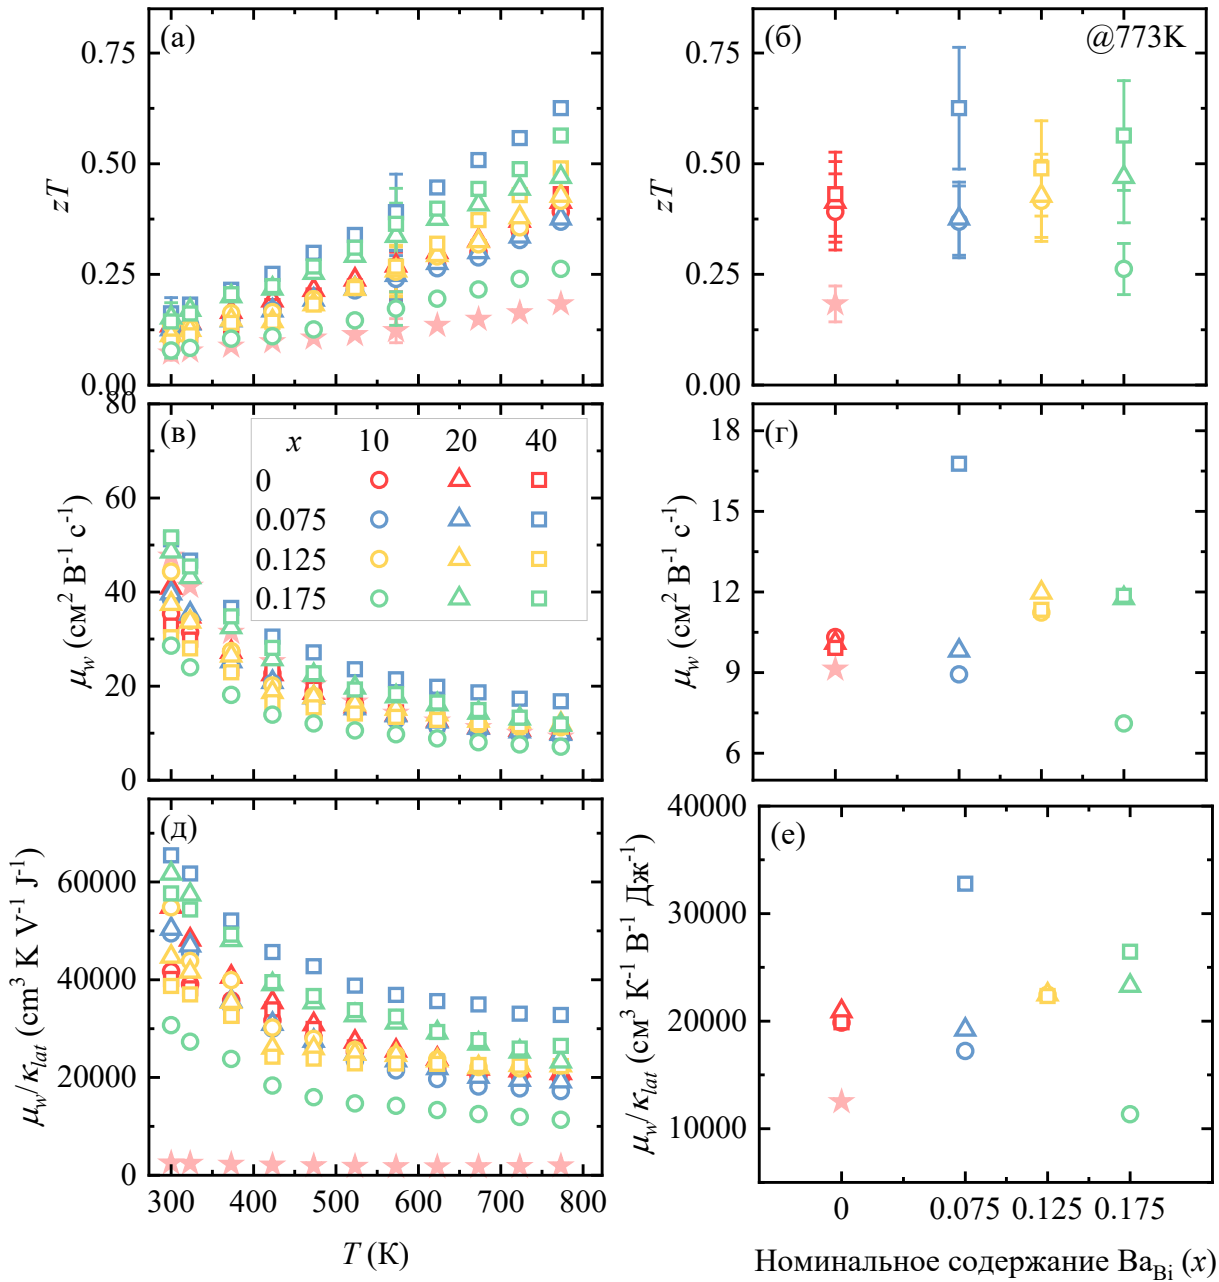 (а)
zT
0.75
0.50
0.25
0.00
(б)
@773K
zT
0.75
0.50
0.25
0.00
(в)
μw (см² В⁻¹ с⁻¹)
80
60
40
20
0
x 10 20 40
0
0.075
0.125
0.175
(г)
μw (см² В⁻¹ с⁻¹)
18
15
12
9
6
(д)
μw/κlat (cm³ K V⁻¹ J⁻¹)
60000
40000
20000
0
300 400 500 600 700 800
T (К)
(е)
μw/κlat (см³ К⁻¹ В⁻¹ Дж⁻¹)
40000
30000
20000
10000
0 0.075 0.125 0.175
Номинальное содержание BaBi (x)